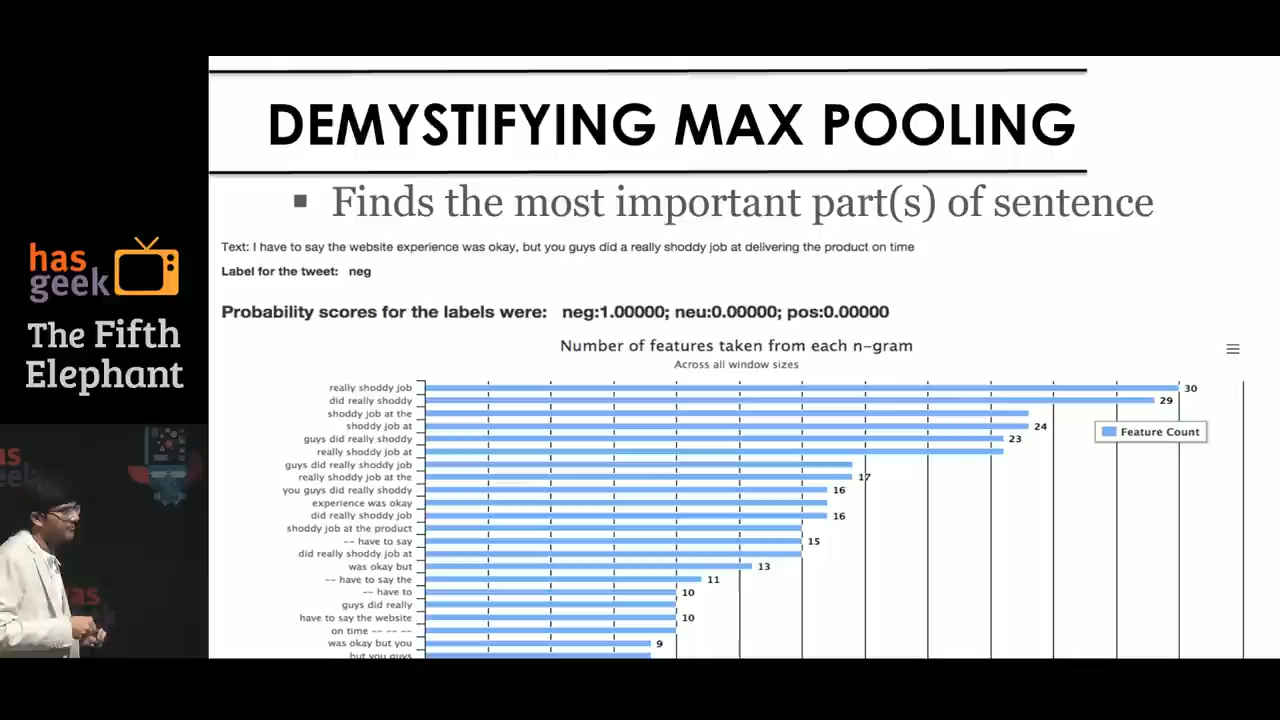 DEMYSTIFYING MAX POOLING
▪ Finds the most important part(s) of sentence
Text: I have to say the website experience was okay, but you guys did a really shoddy job at delivering the product on time
Label for the tweet: neg
Probability scores for the labels were: neg:1.00000; neu:0.00000; pos:0.00000
Number of features taken from each n-gram
Across all window sizes
really shoddy job 30
did really shoddy 29
shoddy job at the
shoddy job at 24
guys did really shoddy 23
really shoddy job at
guys did really shoddy job
really shoddy job at the 17
you guys did really shoddy 16
experience was okay
did really shoddy job 16
shoddy job at the product
-- have to say 15
did really shoddy job at
was okay but 13
-- have to say the 11
-- have to 10
guys did really
have to say the website 10
on time -- -- --
was okay but you 9
but you guys
Feature Count
has
geek
The Fifth
Elephant
as
eek
as